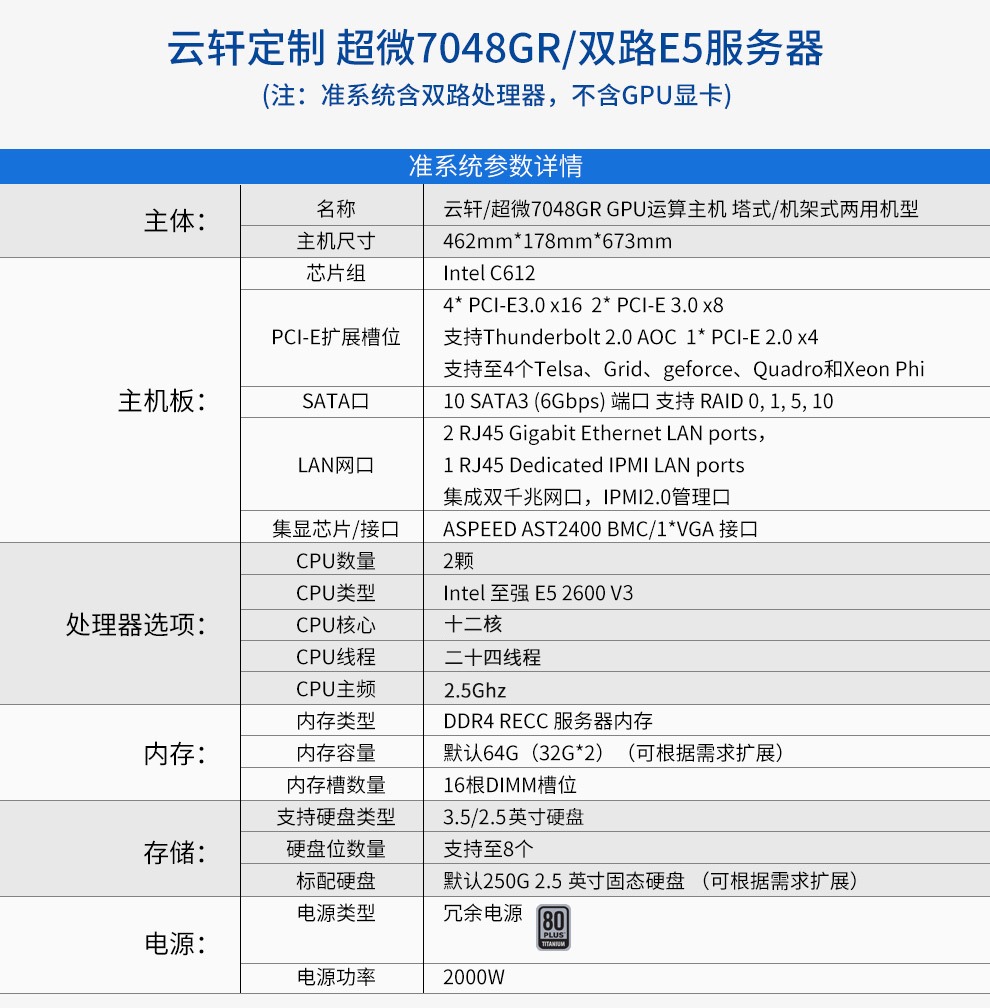 云轩定制 超微7048GR/双路E5服务器
(注：准系统含双路处理器，不含GPU显卡)
准系统参数详情
主体：
名称
云轩/超微7048GR GPU运算主机 塔式/机架式两用机型
主机尺寸
462mm*178mm*673mm
主机板：
芯片组
Intel C612
PCI-E扩展槽位
4* PCI-E3.0 x16 2* PCI-E 3.0 x8
支持Thunderbolt 2.0 AOC 1* PCI-E 2.0 x4
支持至4个Telsa、Grid、geforce、Quadro和Xeon Phi
SATA口
10 SATA3 (6Gbps) 端口 支持 RAID 0, 1, 5, 10
LAN网口
2 RJ45 Gigabit Ethernet LAN ports，
1 RJ45 Dedicated IPMI LAN ports
集成双千兆网口，IPMI2.0管理口
集显芯片/接口
ASPEED AST2400 BMC/1*VGA 接口
处理器选项：
CPU数量
2颗
CPU类型
Intel 至强 E5 2600 V3
CPU核心
十二核
CPU线程
二十四线程
CPU主频
2.5Ghz
内存：
内存类型
DDR4 RECC 服务器内存
内存容量
默认64G（32G*2）（可根据需求扩展）
内存槽数量
16根DIMM槽位
存储：
支持硬盘类型
3.5/2.5英寸硬盘
硬盘位数量
支持至8个
标配硬盘
默认250G 2.5 英寸固态硬盘 （可根据需求扩展）
电源：
电源类型
冗余电源
80
PLUS
TITANIUM
电源功率
2000W